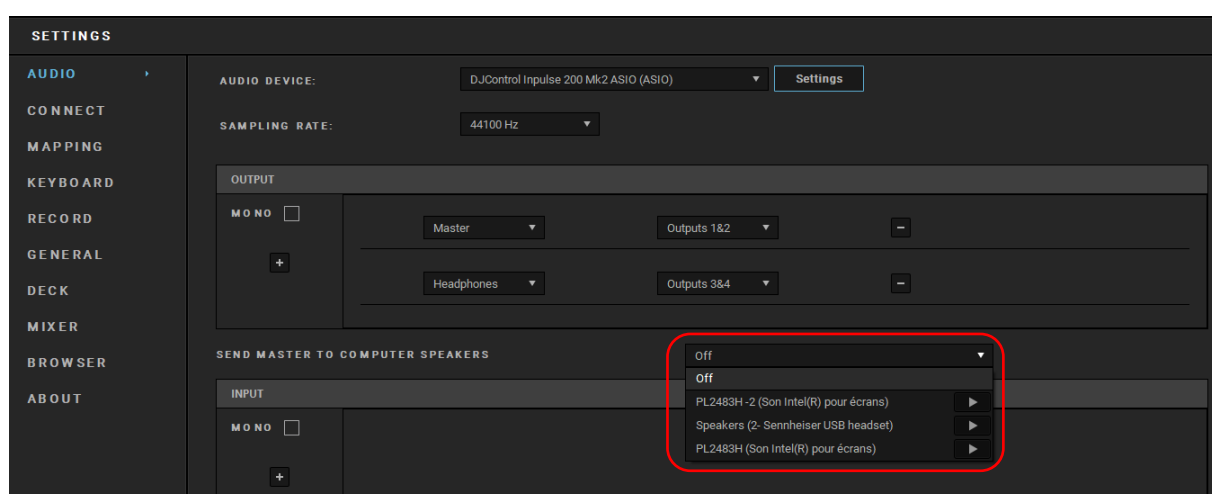 SETTINGS
AUDIO
CONNECT
MAPPING
KEYBOARD
RECORD
GENERAL
DECK
MIXER
BROWSER
ABOUT
AUDIO DEVICE: DJControl Inpulse 200 Mk2 ASIO (ASIO) Settings
SAMPLING RATE: 44100 Hz
OUTPUT
MONO
+
Master Outputs 1&2 −
Headphones Outputs 3&4 −
SEND MASTER TO COMPUTER SPEAKERS Off
Off
PL2483H -2 (Son Intel(R) pour écrans)
Speakers (2- Sennheiser USB headset)
PL2483H (Son Intel(R) pour écrans)
INPUT
MONO
+